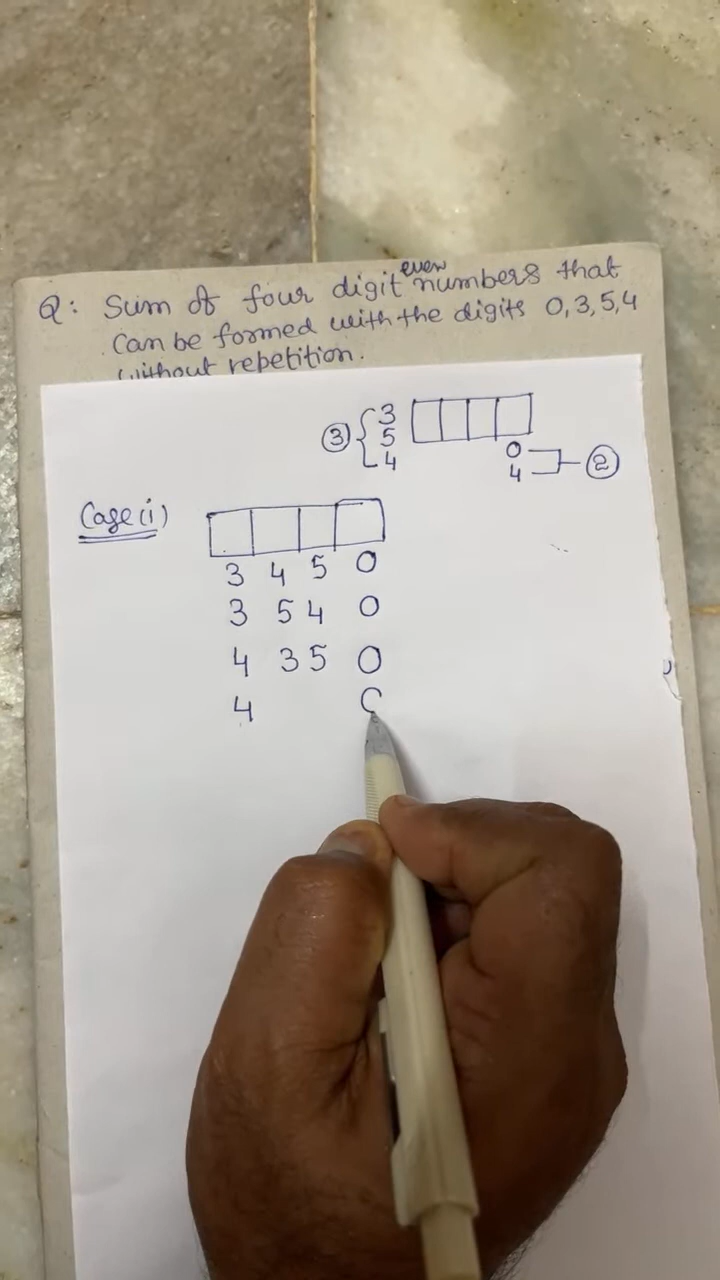 Q: Sum of four digit even numbers that
can be formed with the digits 0,3,5,4
without repetition.
③ { 3 5 4
0 4 ②
Case(i)
3 4 5 0
3 5 4 0
4 3 5 0
4